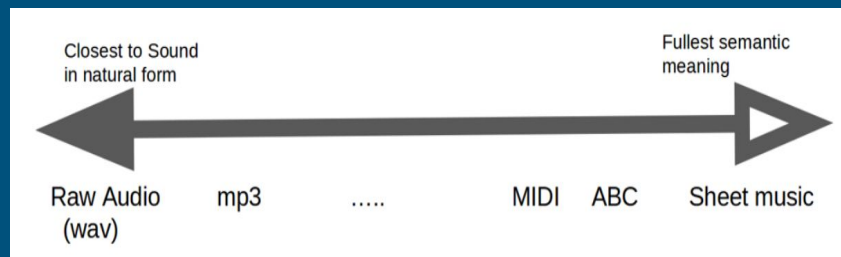 Closest to Sound
in natural form
Fullest semantic
meaning
Raw Audio
(wav)
mp3
.....
MIDI
ABC
Sheet music